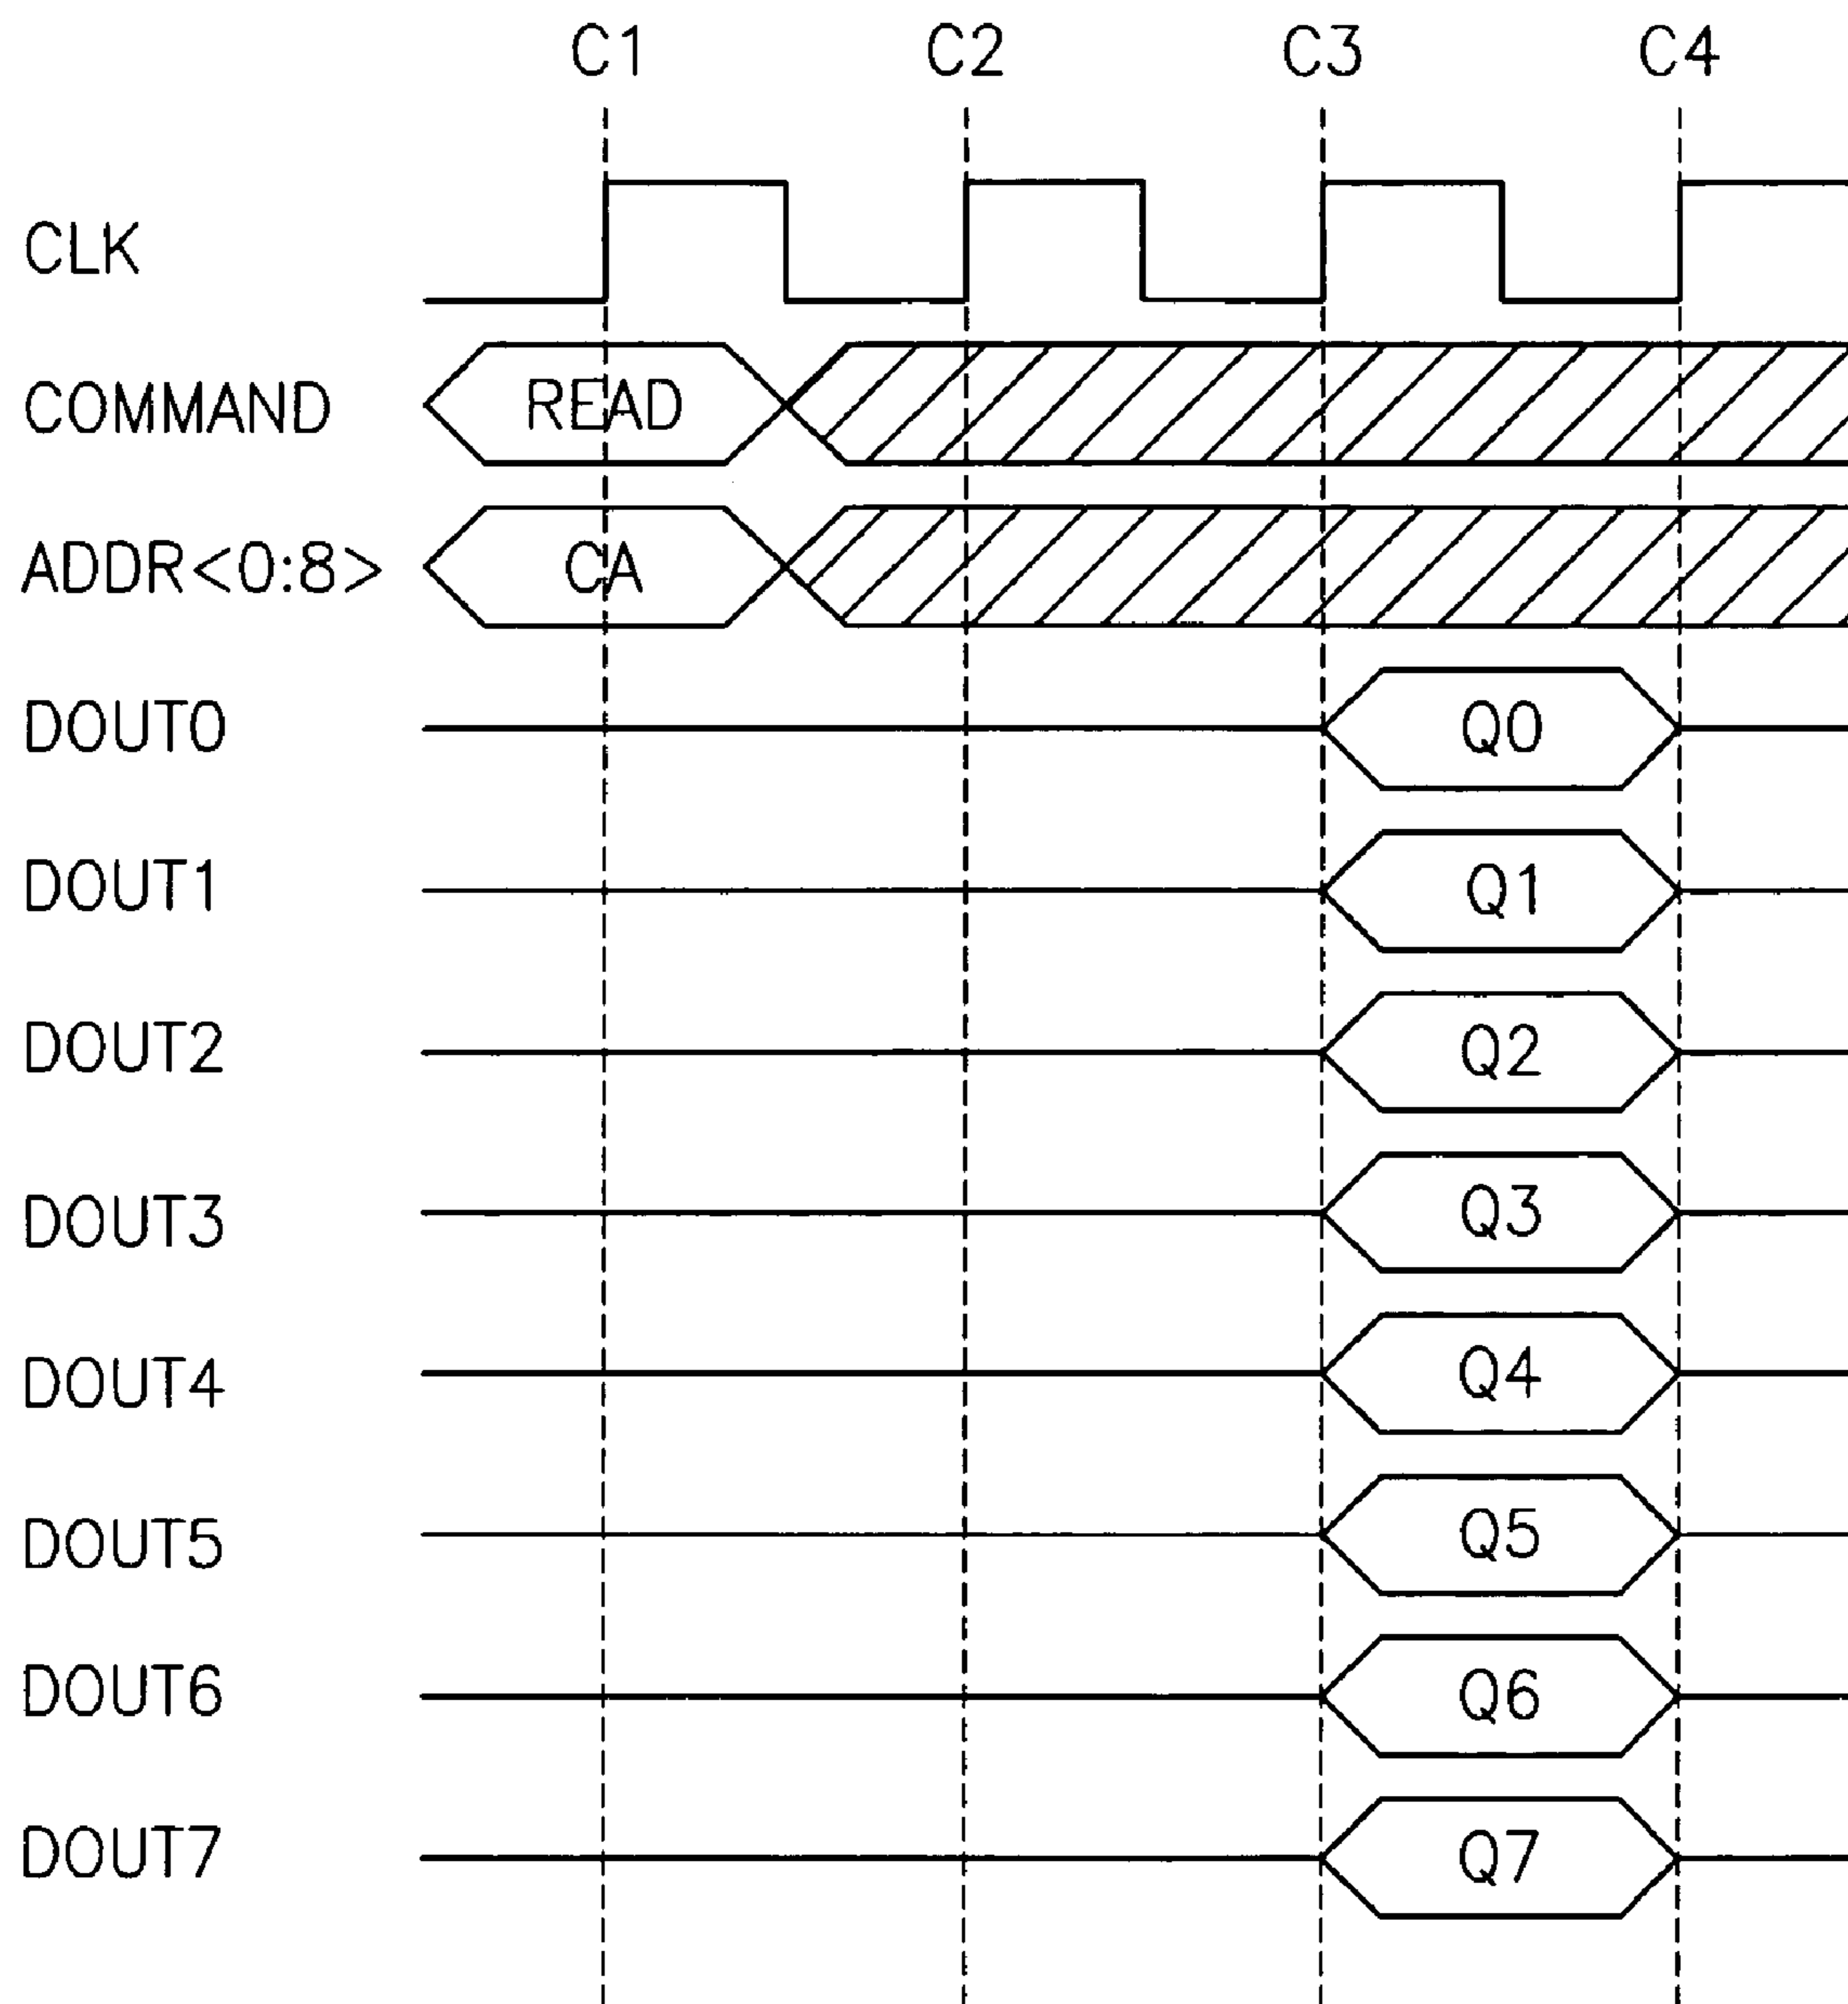 C1 C2 C3 C4
CLK
COMMAND READ
ADDR<0:8> CA
DOUT0 Q0
DOUT1 Q1
DOUT2 Q2
DOUT3 Q3
DOUT4 Q4
DOUT5 Q5
DOUT6 Q6
DOUT7 Q7